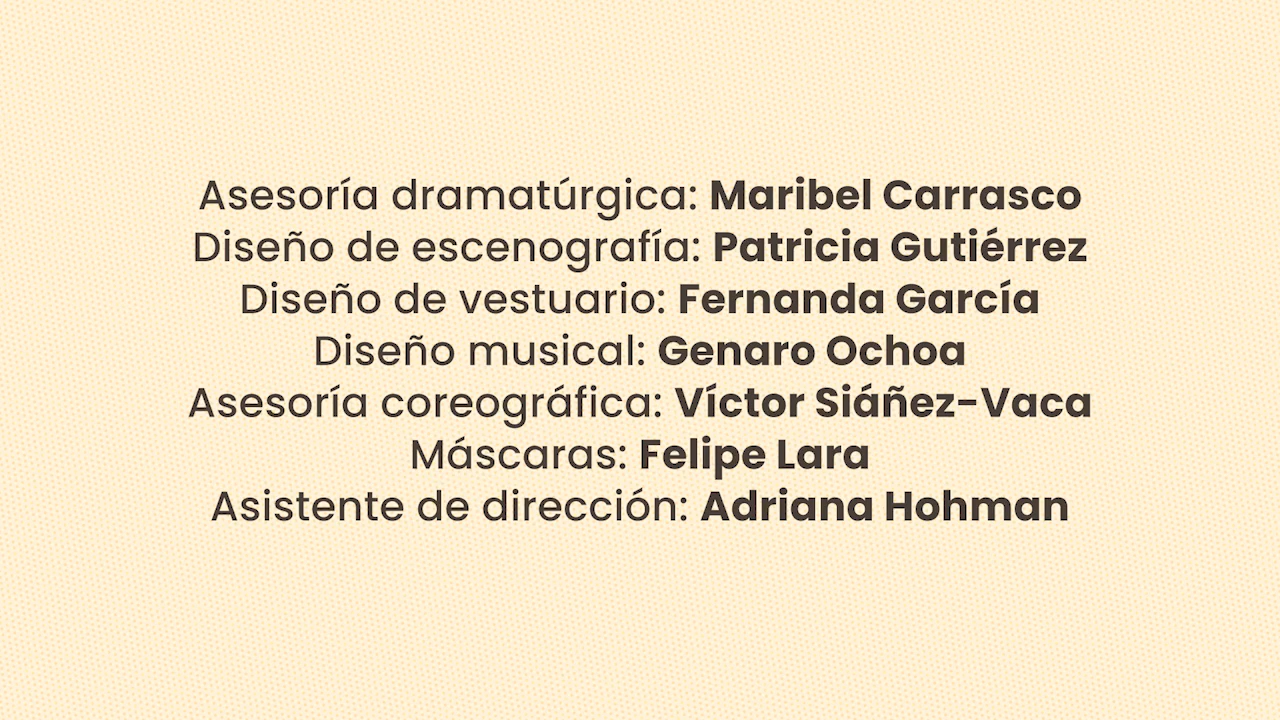 Asesoría dramatúrgica: Maribel Carrasco
Diseño de escenografía: Patricia Gutiérrez
Diseño de vestuario: Fernanda García
Diseño musical: Genaro Ochoa
Asesoría coreográfica: Víctor Siáñez-Vaca
Máscaras: Felipe Lara
Asistente de dirección: Adriana Hohman